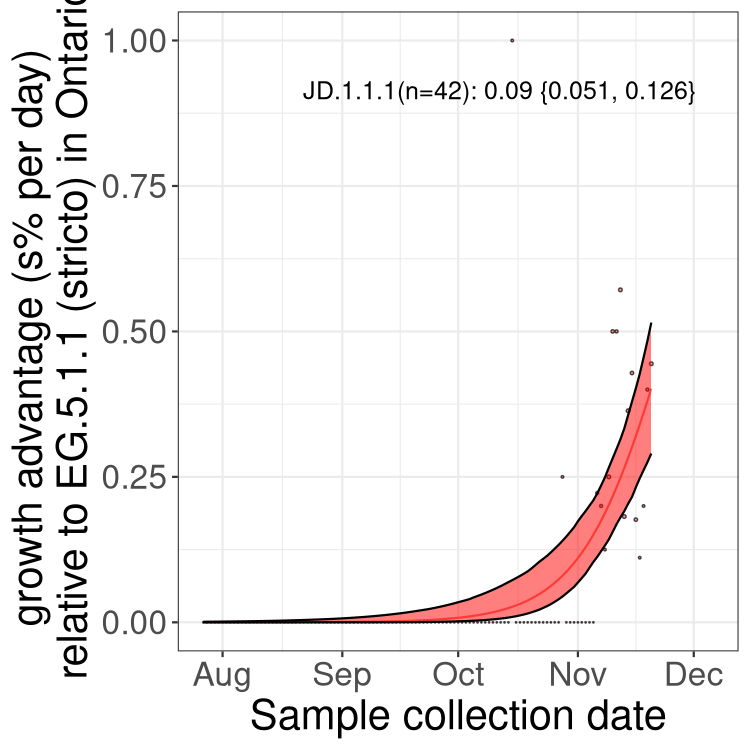 growth advantage (s% per day)
relative to EG.5.1.1 (stricto) in Ontario
1.00
JD.1.1.1(n=42): 0.09 {0.051, 0.126}
0.75
0.50
0.25
0.00
Aug Sep Oct Nov Dec
Sample collection date